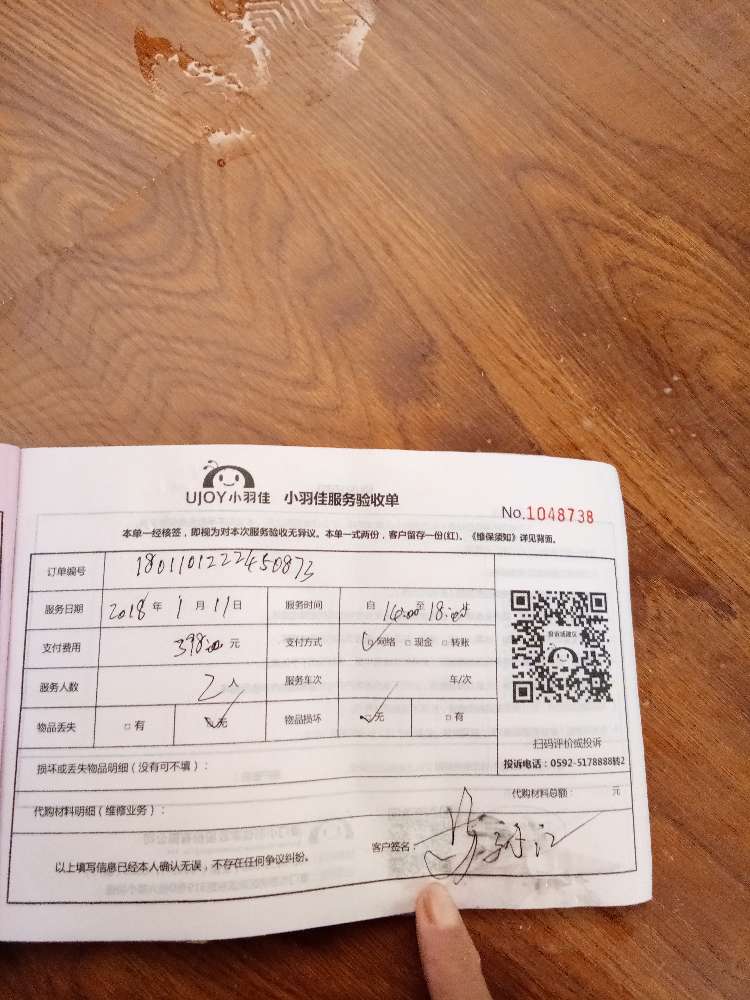 UJOY小羽佳 小羽佳服务验收单
No.1048738
本单一经核签，即视为对本次服务验收无异议。本单一式两份，客户留存一份(红)。《维保须知》详见背面。
订单编号 1801101222450873
服务日期 2018 年 1 月 11 日 服务时间 自 16:00 至 18:00
支付费用 398.00 元 支付方式 □网络 □现金 □转账
服务人数 2人 服务车次 车/次
物品丢失 □有 □无 物品损坏 □无 □有
投诉或建议
扫码评价或投诉
投诉电话：0592-5178888转2
损坏或丢失物品明细（没有可不填）：
代购材料明细（维修业务）： 代购材料总额： 元
以上填写信息已经本人确认无误，不存在任何争议纠纷。 客户签名：